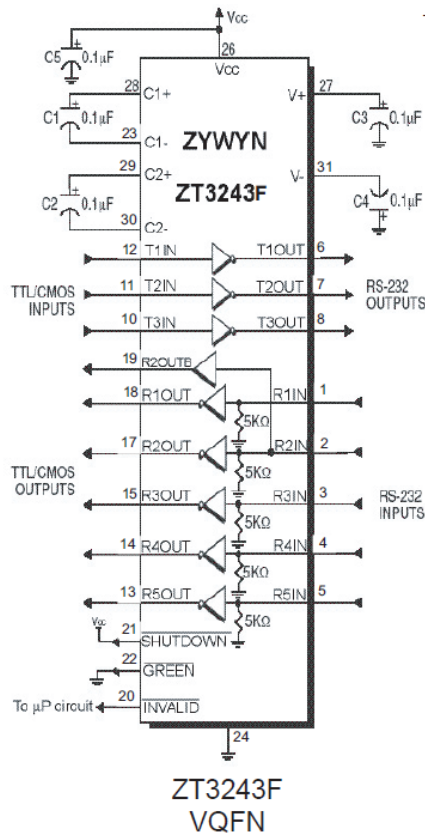 Vcc
26
Vcc
C5 + 0.1µF
28 C1+
C1 + 0.1µF
23 C1-
29 C2+
C2 + 0.1µF
30 C2-
V+ 27
C3 + 0.1µF
V- 31
C4 + 0.1µF
ZYWYN
ZT3243F
12 T1IN T1OUT 6
TTL/CMOS INPUTS 11 T2IN T2OUT 7 RS-232 OUTPUTS
10 T3IN T3OUT 8
19 R2OUTB
18 R1OUT R1IN 1
5KΩ
17 R2OUT R2IN 2
5KΩ
TTL/CMOS OUTPUTS
15 R3OUT R3IN 3
RS-232 INPUTS
5KΩ
14 R4OUT R4IN 4
5KΩ
13 R5OUT R5IN 5
5KΩ
Vcc 21 SHUTDOWN
22 GREEN
To µP circuit 20 INVALID
24
ZT3243F
VQFN